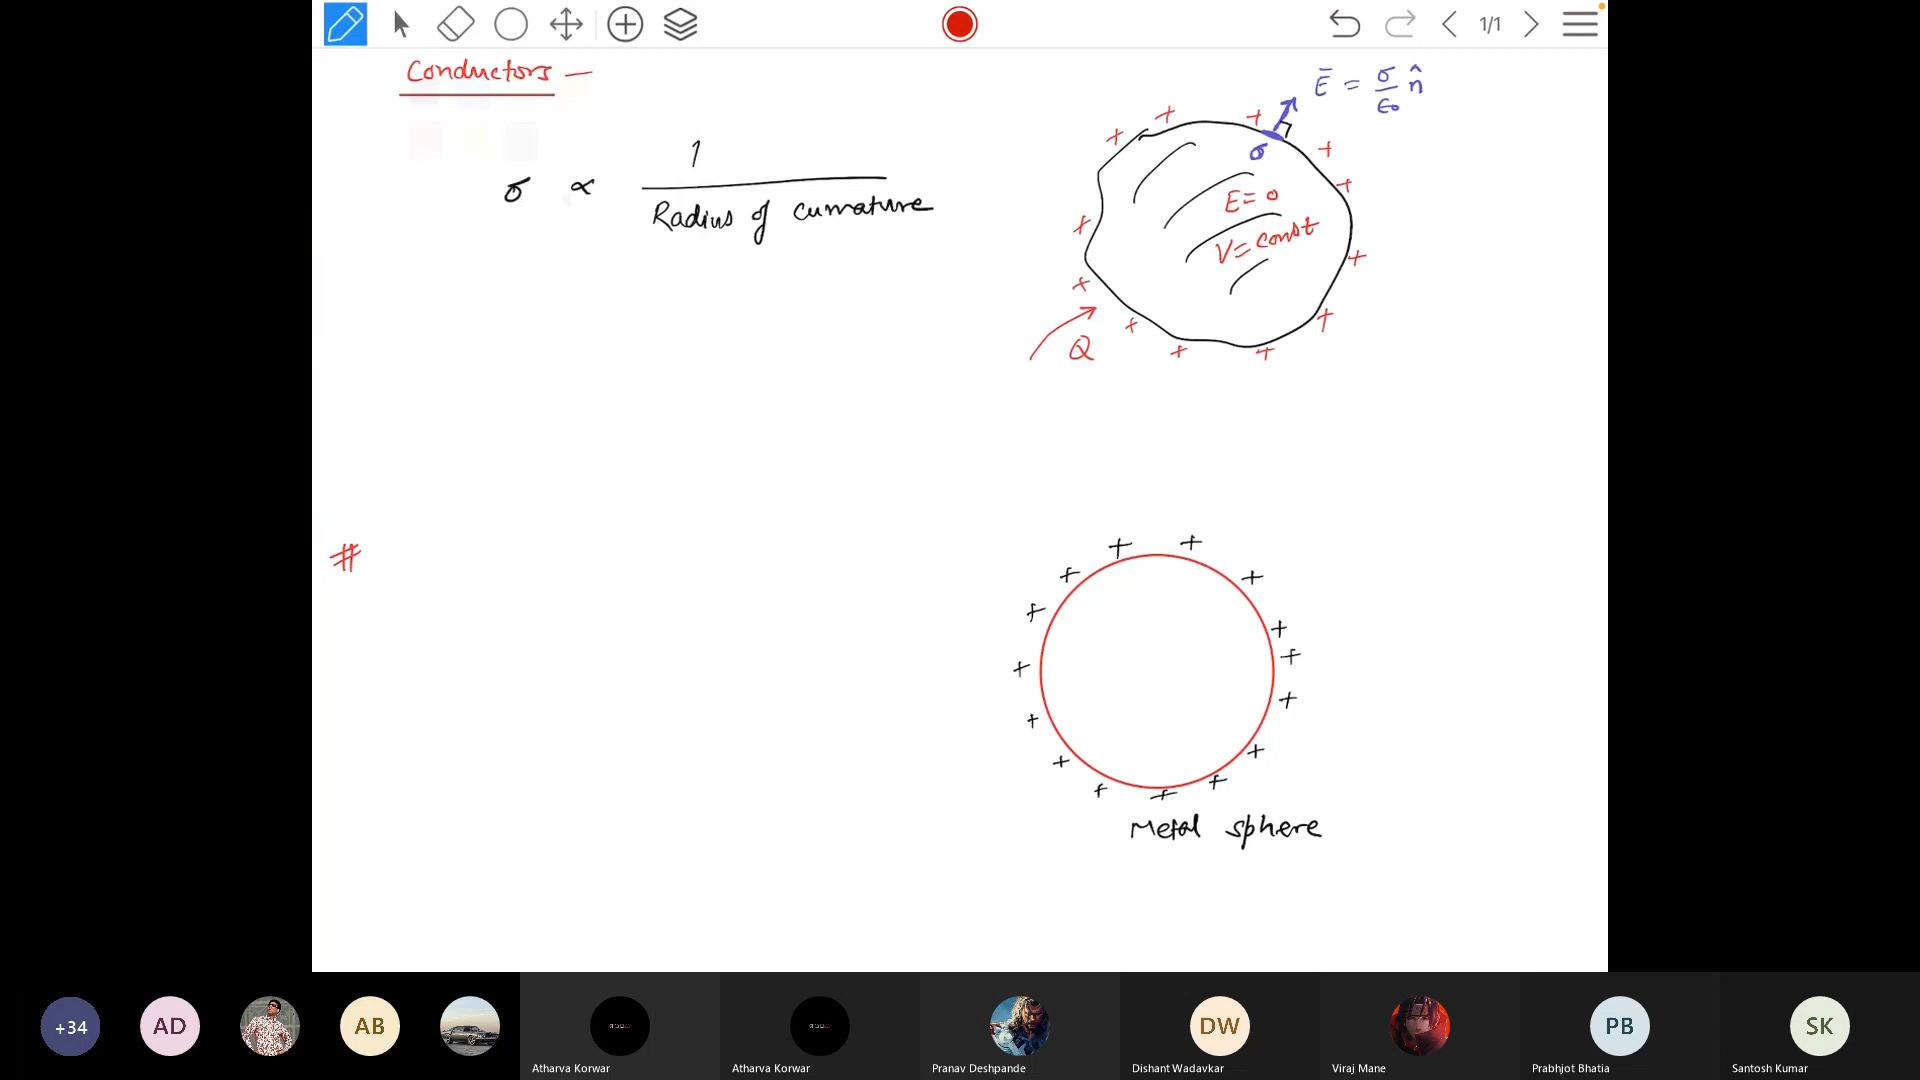 1/1
Conductors —
Ē = σ/ϵ₀ n̂
σ ∝ 1/Radius of curvature
+ + + + + + + + + + + + +
σ
E = 0
V = const
Q
#
+ + + + + + + + + + + + + + + +
Metal sphere
+34
AD
AB
DW
PB
SK
Atharva Korwar
Atharva Korwar
Pranav Deshpande
Dishant Wadavkar
Viraj Mane
Prabhjot Bhatia
Santosh Kumar